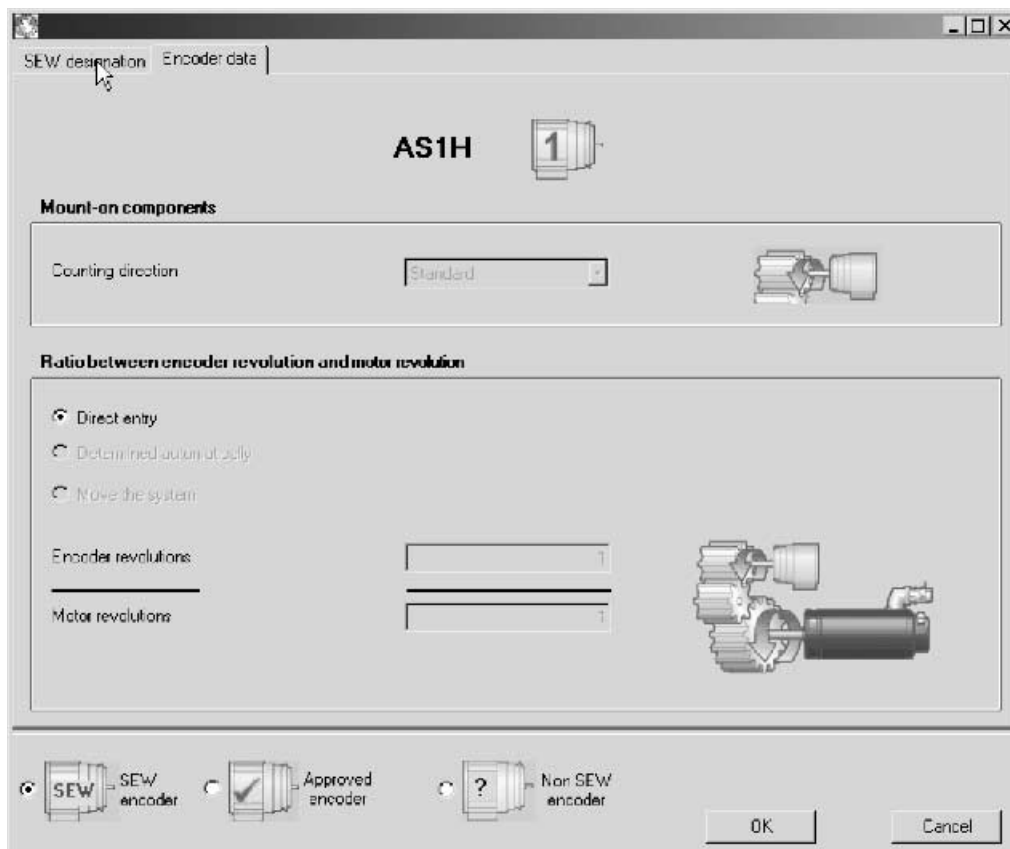 SEW designation Encoder data
AS1H 1
Mount-on components
Counting direction Standard
Ratio between encoder revolution and motor revolution
Direct entry
Determined automatically
Move the system
Encoder revolutions 1
Motor revolutions 1
SEW SEW encoder Approved encoder ? Non SEW encoder
OK Cancel